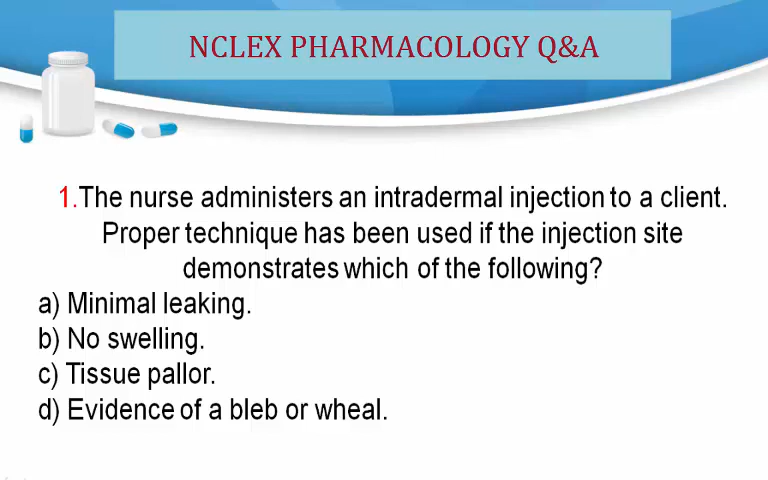 NCLEX PHARMACOLOGY Q&A
1.The nurse administers an intradermal injection to a client.
Proper technique has been used if the injection site
demonstrates which of the following?
a) Minimal leaking.
b) No swelling.
c) Tissue pallor.
d) Evidence of a bleb or wheal.